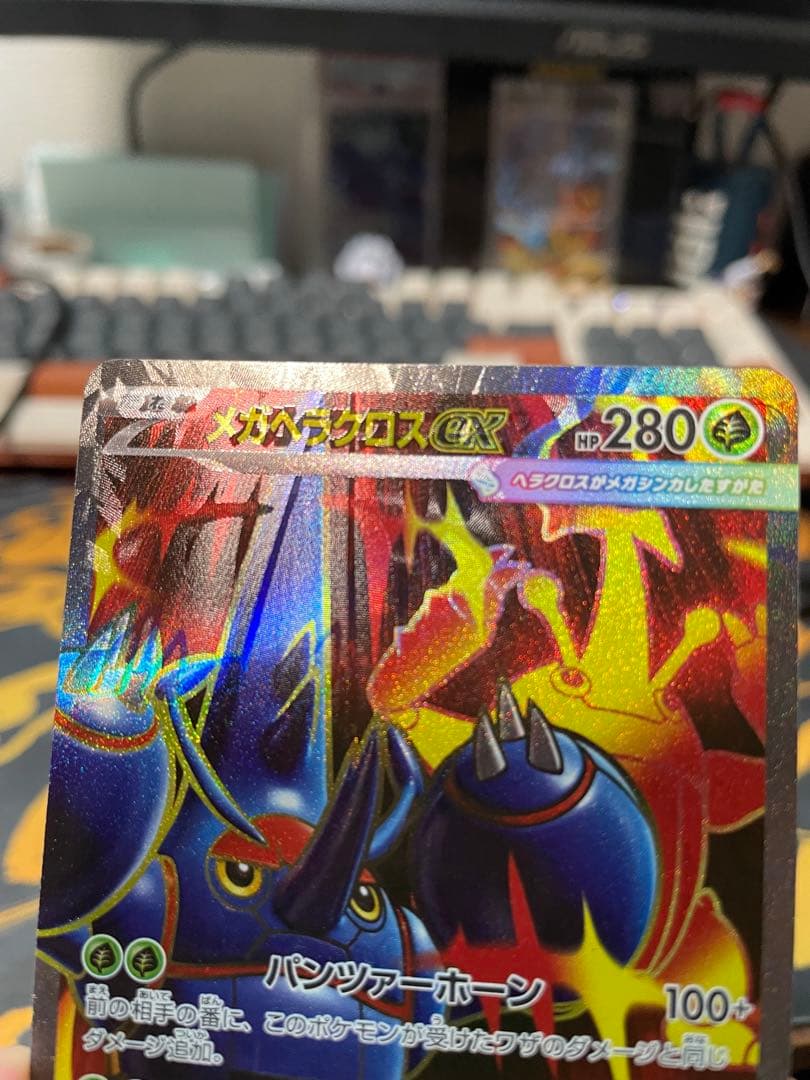 メガヘラクロスex HP280
ヘラクロスがメガシンカしたすがた
パンツァーホーン 100+
前の相手の番に、このポケモンが受けたワザのダメージと同じ
ダメージ追加。